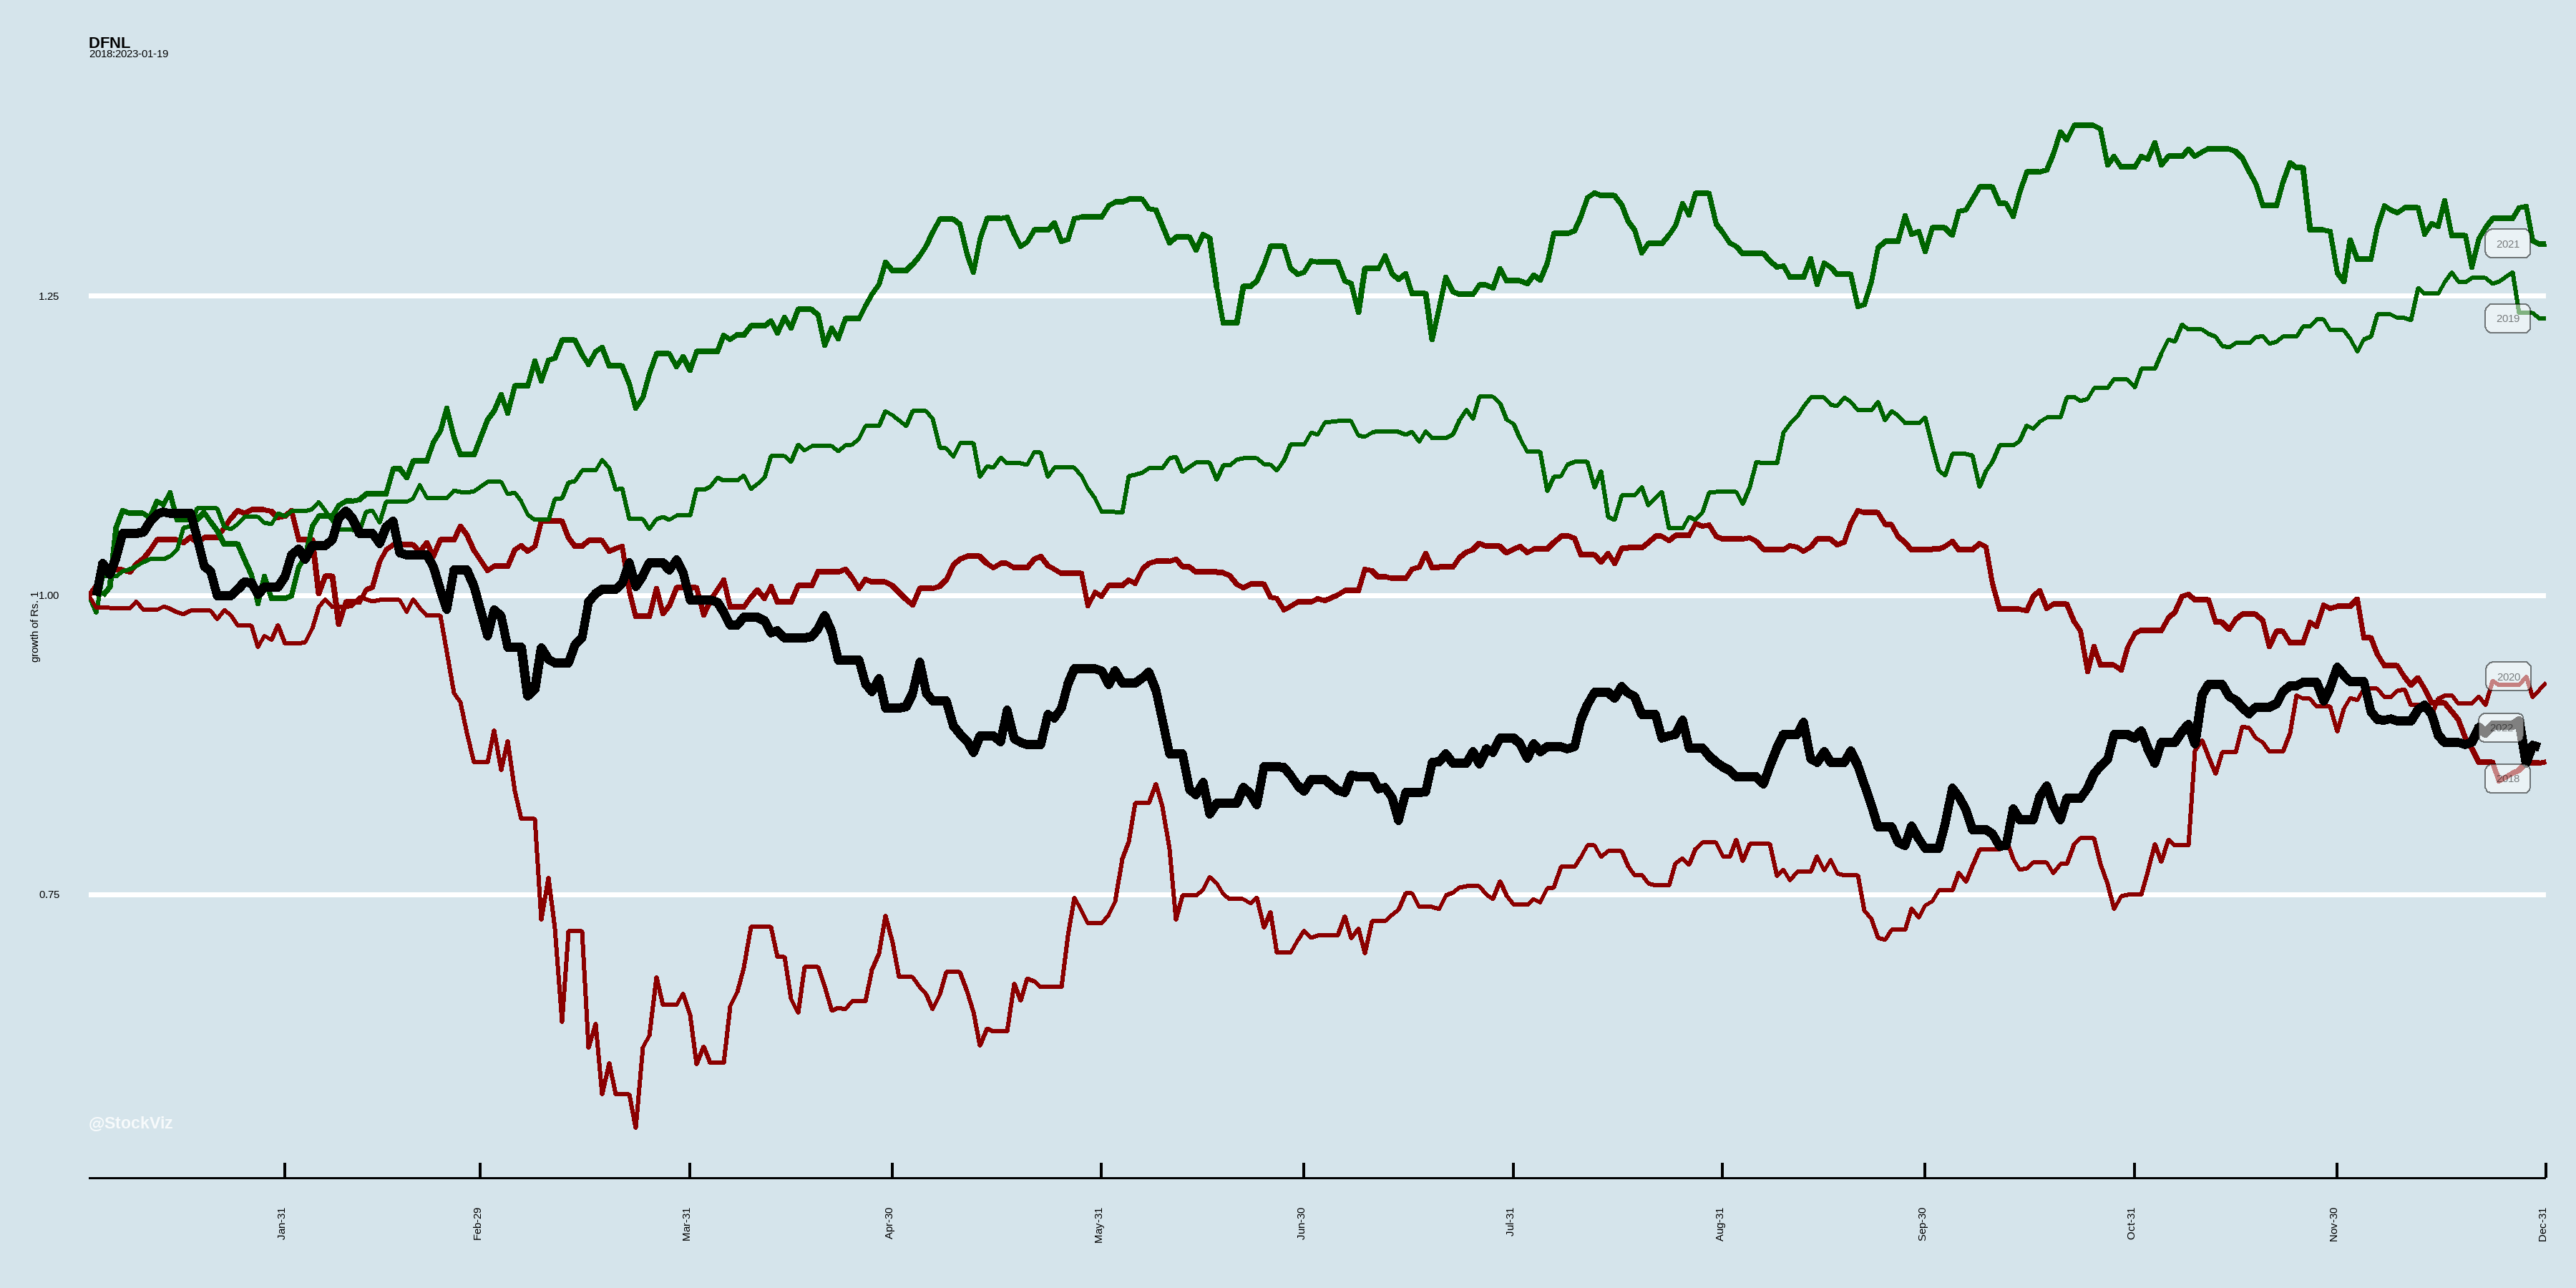 DFNL
2018:2023-01-19
2021
1.25
2019
growth of Rs. 1
1.00
2020
2022
2018
0.75
@StockViz
Jan-31
Feb-29
Mar-31
Apr-30
May-31
Jun-30
Jul-31
Aug-31
Sep-30
Oct-31
Nov-30
Dec-31